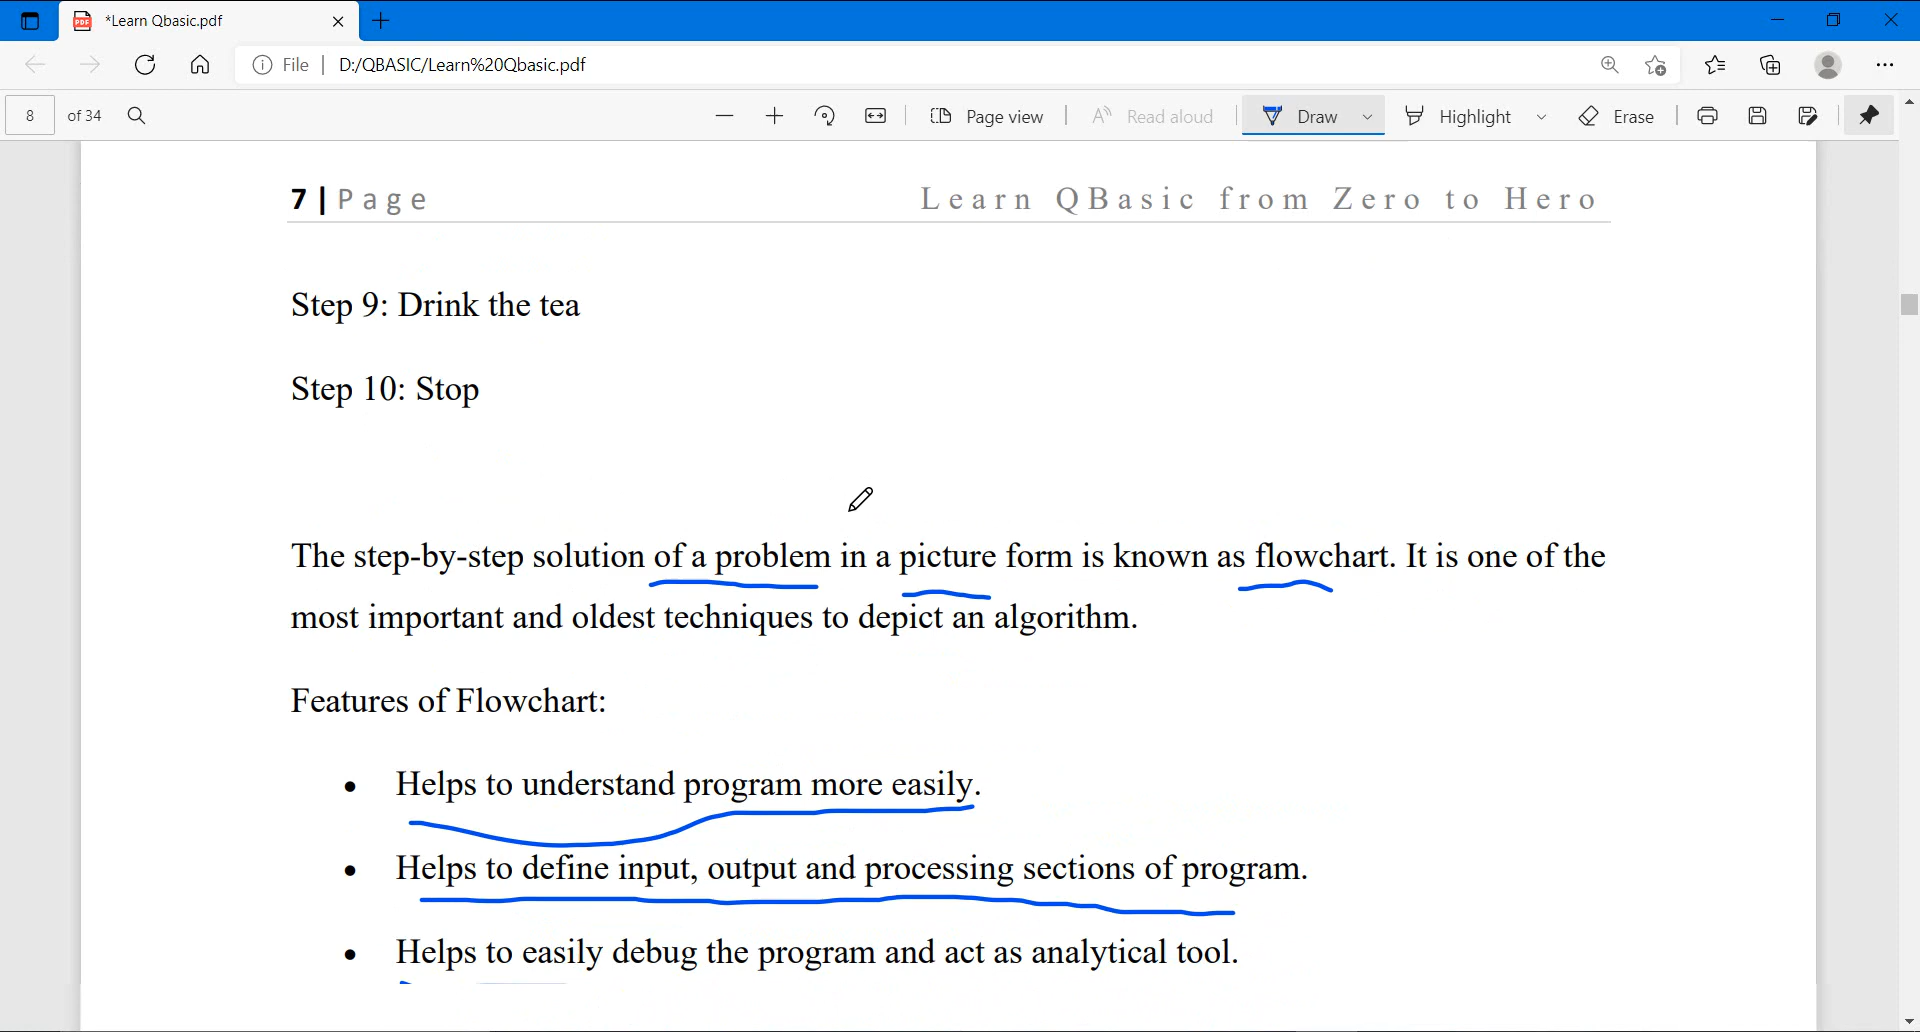 *Learn Qbasic.pdf
File | D:/QBASIC/Learn%20Qbasic.pdf
8 of 34 Page view Read aloud Draw Highlight Erase
7 | Page Learn QBasic from Zero to Hero
Step 9: Drink the tea
Step 10: Stop
The step-by-step solution of a problem in a picture form is known as flowchart. It is one of the
most important and oldest techniques to depict an algorithm.
Features of Flowchart:
• Helps to understand program more easily.
• Helps to define input, output and processing sections of program.
• Helps to easily debug the program and act as analytical tool.